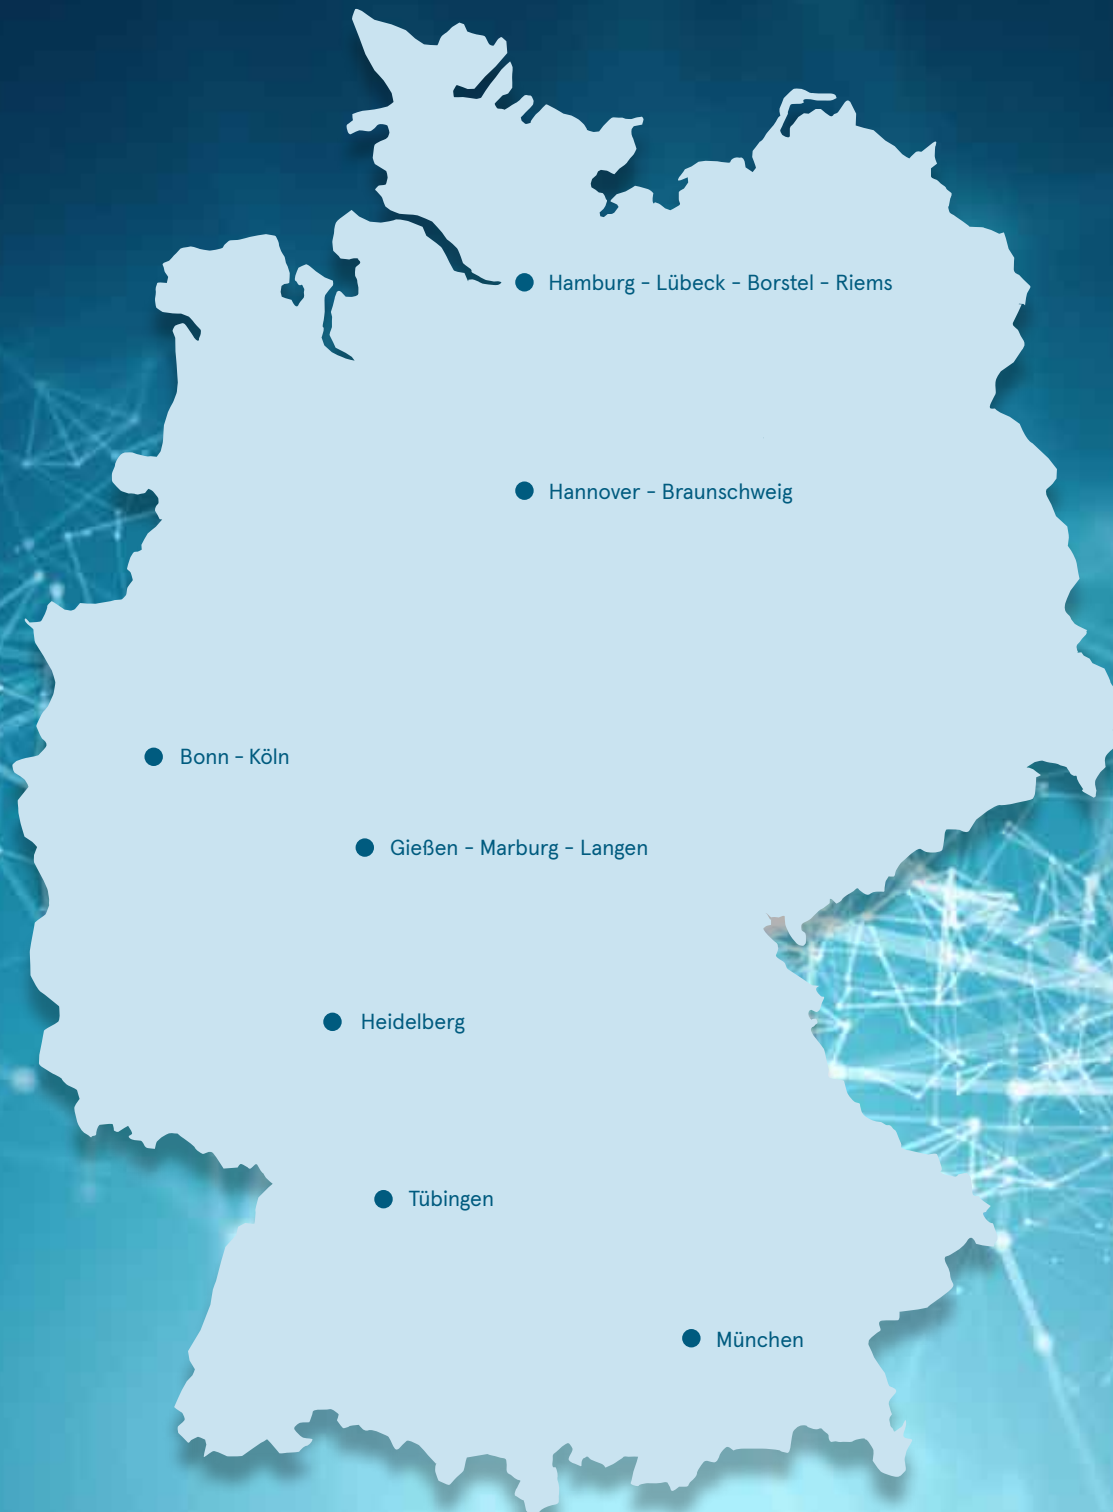 Hamburg - Lübeck - Borstel - Riems
Hannover - Braunschweig
Bonn - Köln
Gießen - Marburg - Langen
Heidelberg
Tübingen
München